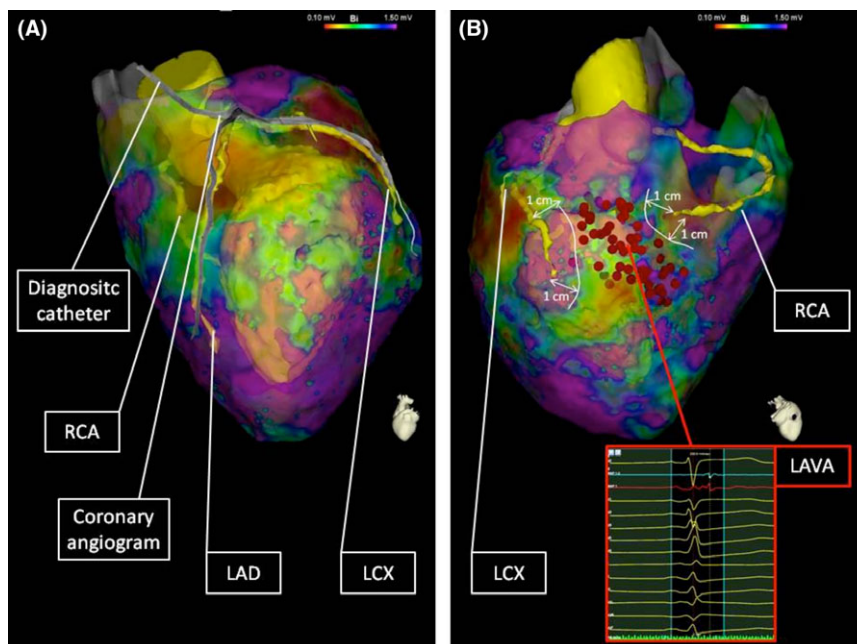 (A)
0.10 mV Bi 1.50 mV
Diagnositc
catheter
RCA
Coronary
angiogram
LAD
LCX
(B)
0.10 mV Bi 1.50 mV
1 cm
1 cm
1 cm
1 cm
RCA
LCX
LAVA